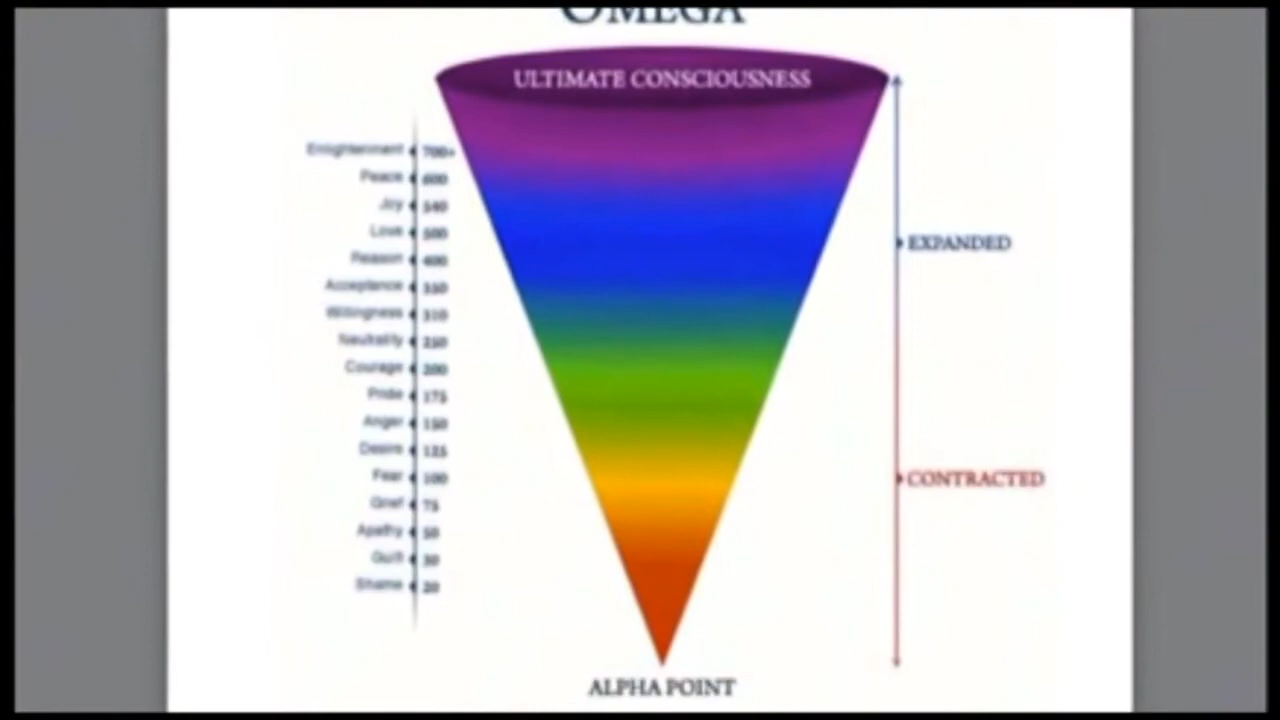 OMEGA
ULTIMATE CONSCIOUSNESS
Enlightenment 700+
Peace 600
Joy 540
Love 500
Reason 400
Acceptance 350
Willingness 310
Neutrality 250
Courage 200
Pride 175
Anger 150
Desire 125
Fear 100
Grief 75
Apathy 50
Guilt 30
Shame 20
EXPANDED
CONTRACTED
ALPHA POINT